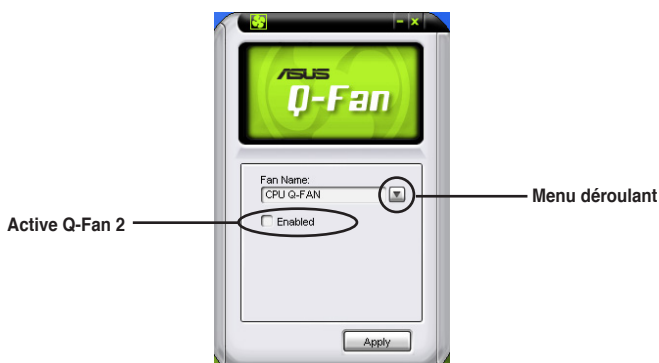 ASUS
Q-Fan
Fan Name:
CPU Q-FAN
Menu déroulant
Active Q-Fan 2
Enabled
Apply